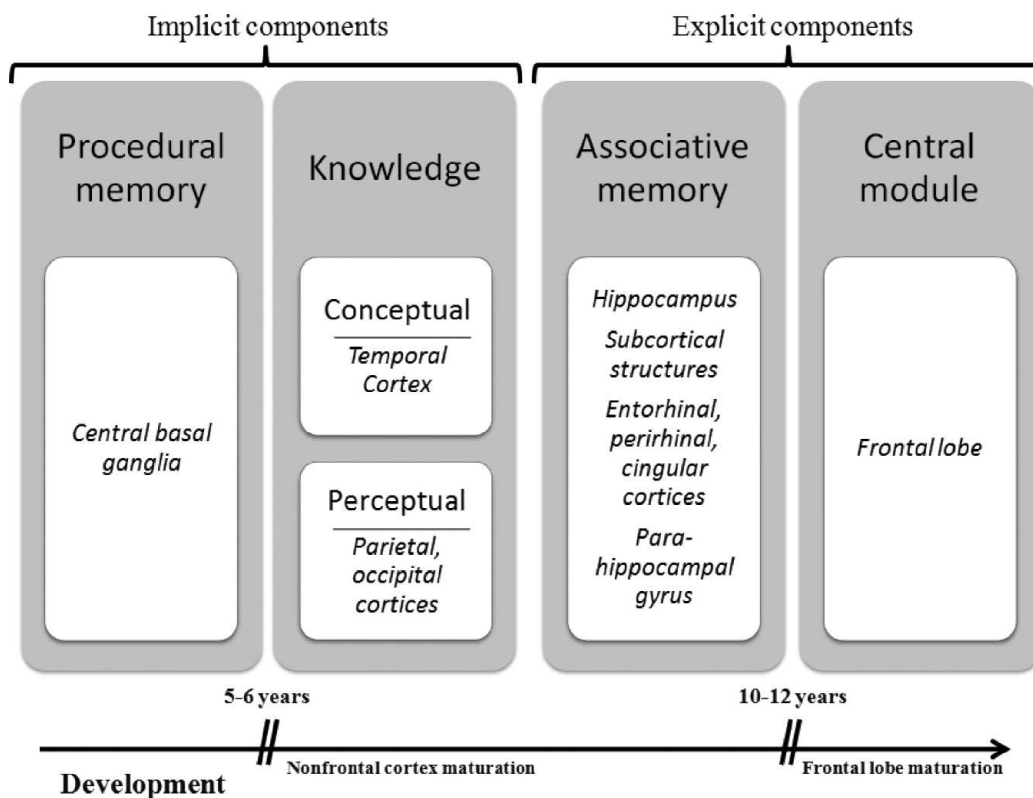 Implicit components
Explicit components
Procedural
memory
Central basal
ganglia
Knowledge
Conceptual
Temporal
Cortex
Perceptual
Parietal,
occipital
cortices
Associative
memory
Hippocampus
Subcortical
structures
Entorhinal,
perirhinal,
cingular
cortices
Para-
hippocampal
gyrus
Central
module
Frontal lobe
5-6 years
10-12 years
Development
Nonfrontal cortex maturation
Frontal lobe maturation